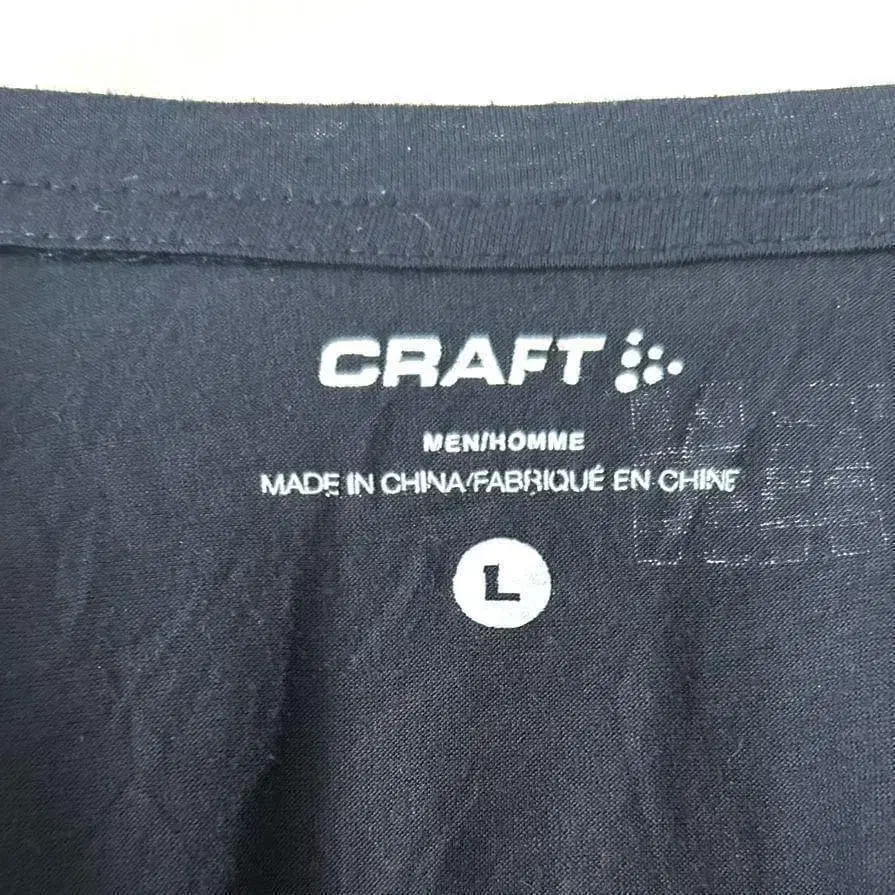 CRAFT
MEN/HOMME
MADE IN CHINA/FABRIQUÉ EN CHINE
L